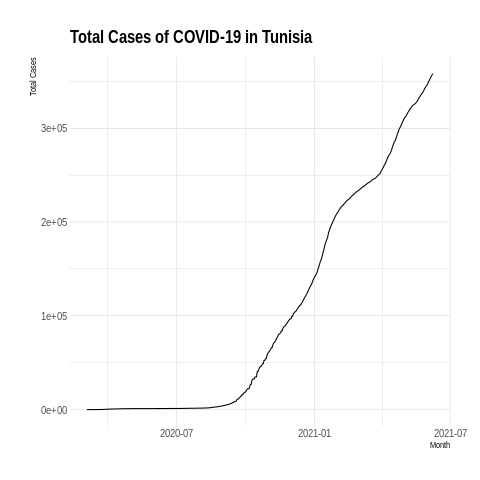 Total Cases of COVID-19 in Tunisia
Total Cases
3e+05
2e+05
1e+05
0e+00
2020-07
2021-01
2021-07
Month